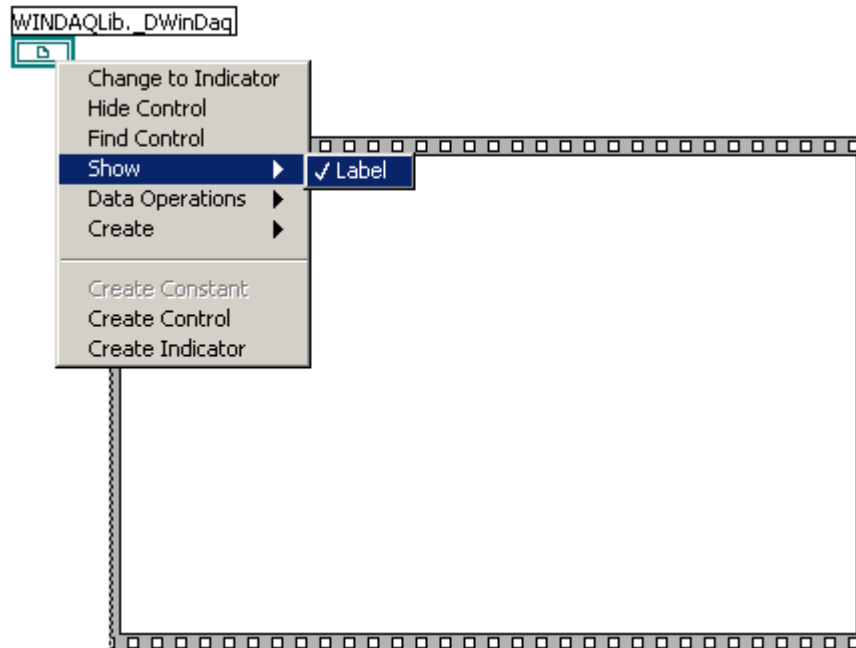 WINDAQLib._DWinDaq
Change to Indicator
Hide Control
Find Control
Show
Label
Data Operations
Create
Create Constant
Create Control
Create Indicator